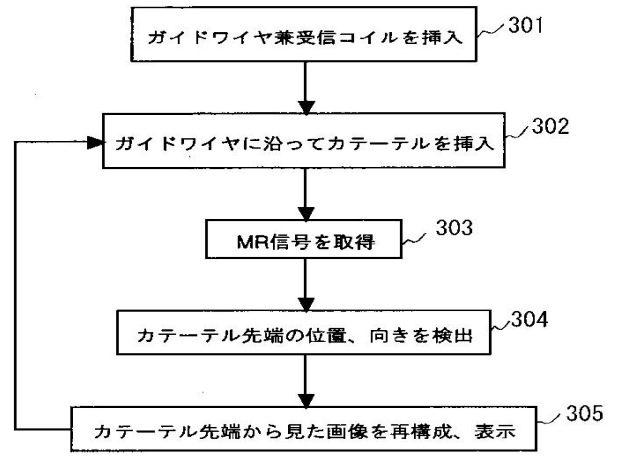 ガイドワイヤ兼受信コイルを挿入
301
ガイドワイヤに沿ってカテーテルを挿入
302
MR信号を取得
303
カテーテル先端の位置、向きを検出
304
カテーテル先端から見た画像を再構成、表示
305